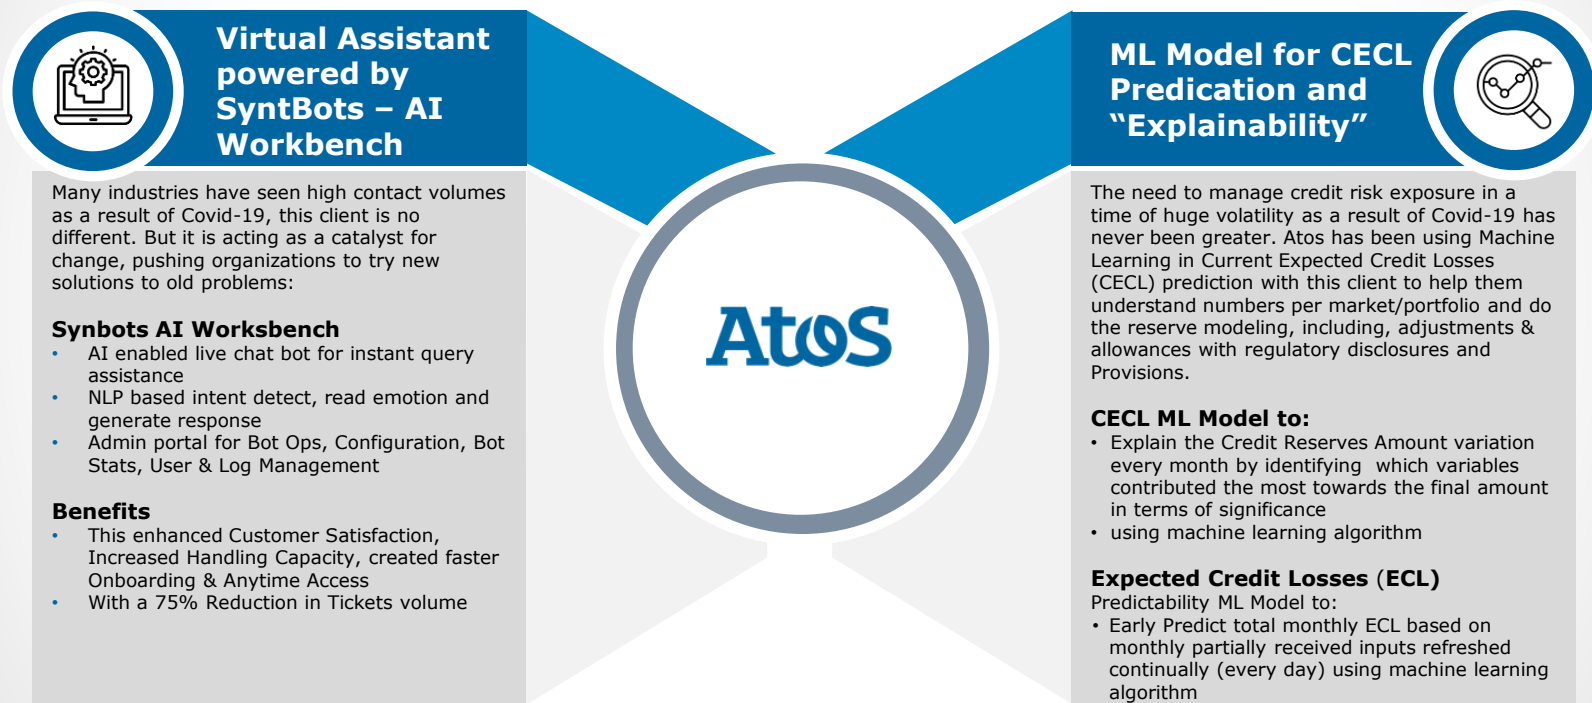 Virtual Assistant
powered by
SyntBots – AI
Workbench
Many industries have seen high contact volumes
as a result of Covid-19, this client is no
different. But it is acting as a catalyst for
change, pushing organizations to try new
solutions to old problems:
Synbots AI Worksbench
• AI enabled live chat bot for instant query
assistance
• NLP based intent detect, read emotion and
generate response
• Admin portal for Bot Ops, Configuration, Bot
Stats, User & Log Management
Benefits
• This enhanced Customer Satisfaction,
Increased Handling Capacity, created faster
Onboarding & Anytime Access
• With a 75% Reduction in Tickets volume
Atos
ML Model for CECL
Predication and
“Explainability”
The need to manage credit risk exposure in a
time of huge volatility as a result of Covid-19 has
never been greater. Atos has been using Machine
Learning in Current Expected Credit Losses
(CECL) prediction with this client to help them
understand numbers per market/portfolio and do
the reserve modeling, including, adjustments &
allowances with regulatory disclosures and
Provisions.
CECL ML Model to:
• Explain the Credit Reserves Amount variation
every month by identifying which variables
contributed the most towards the final amount
in terms of significance
• using machine learning algorithm
Expected Credit Losses (ECL)
Predictability ML Model to:
• Early Predict total monthly ECL based on
monthly partially received inputs refreshed
continually (every day) using machine learning
algorithm